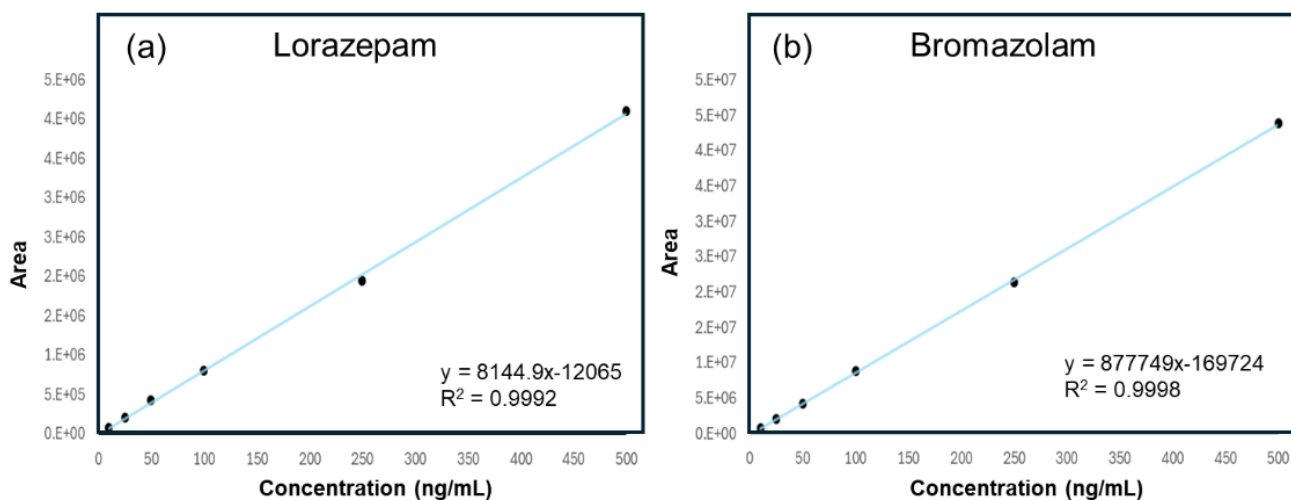 (a) Lorazepam
5.E+06
4.E+06
4.E+06
3.E+06
3.E+06
2.E+06
2.E+06
1.E+06
5.E+05
0.E+00
Area
y = 8144.9x-12065
R² = 0.9992
0 50 100 150 200 250 300 350 400 450 500
Concentration (ng/mL)
(b) Bromazolam
5.E+07
5.E+07
4.E+07
4.E+07
3.E+07
3.E+07
2.E+07
2.E+07
1.E+07
5.E+06
0.E+00
Area
y = 877749x-169724
R² = 0.9998
0 50 100 150 200 250 300 350 400 450 500
Concentration (ng/mL)